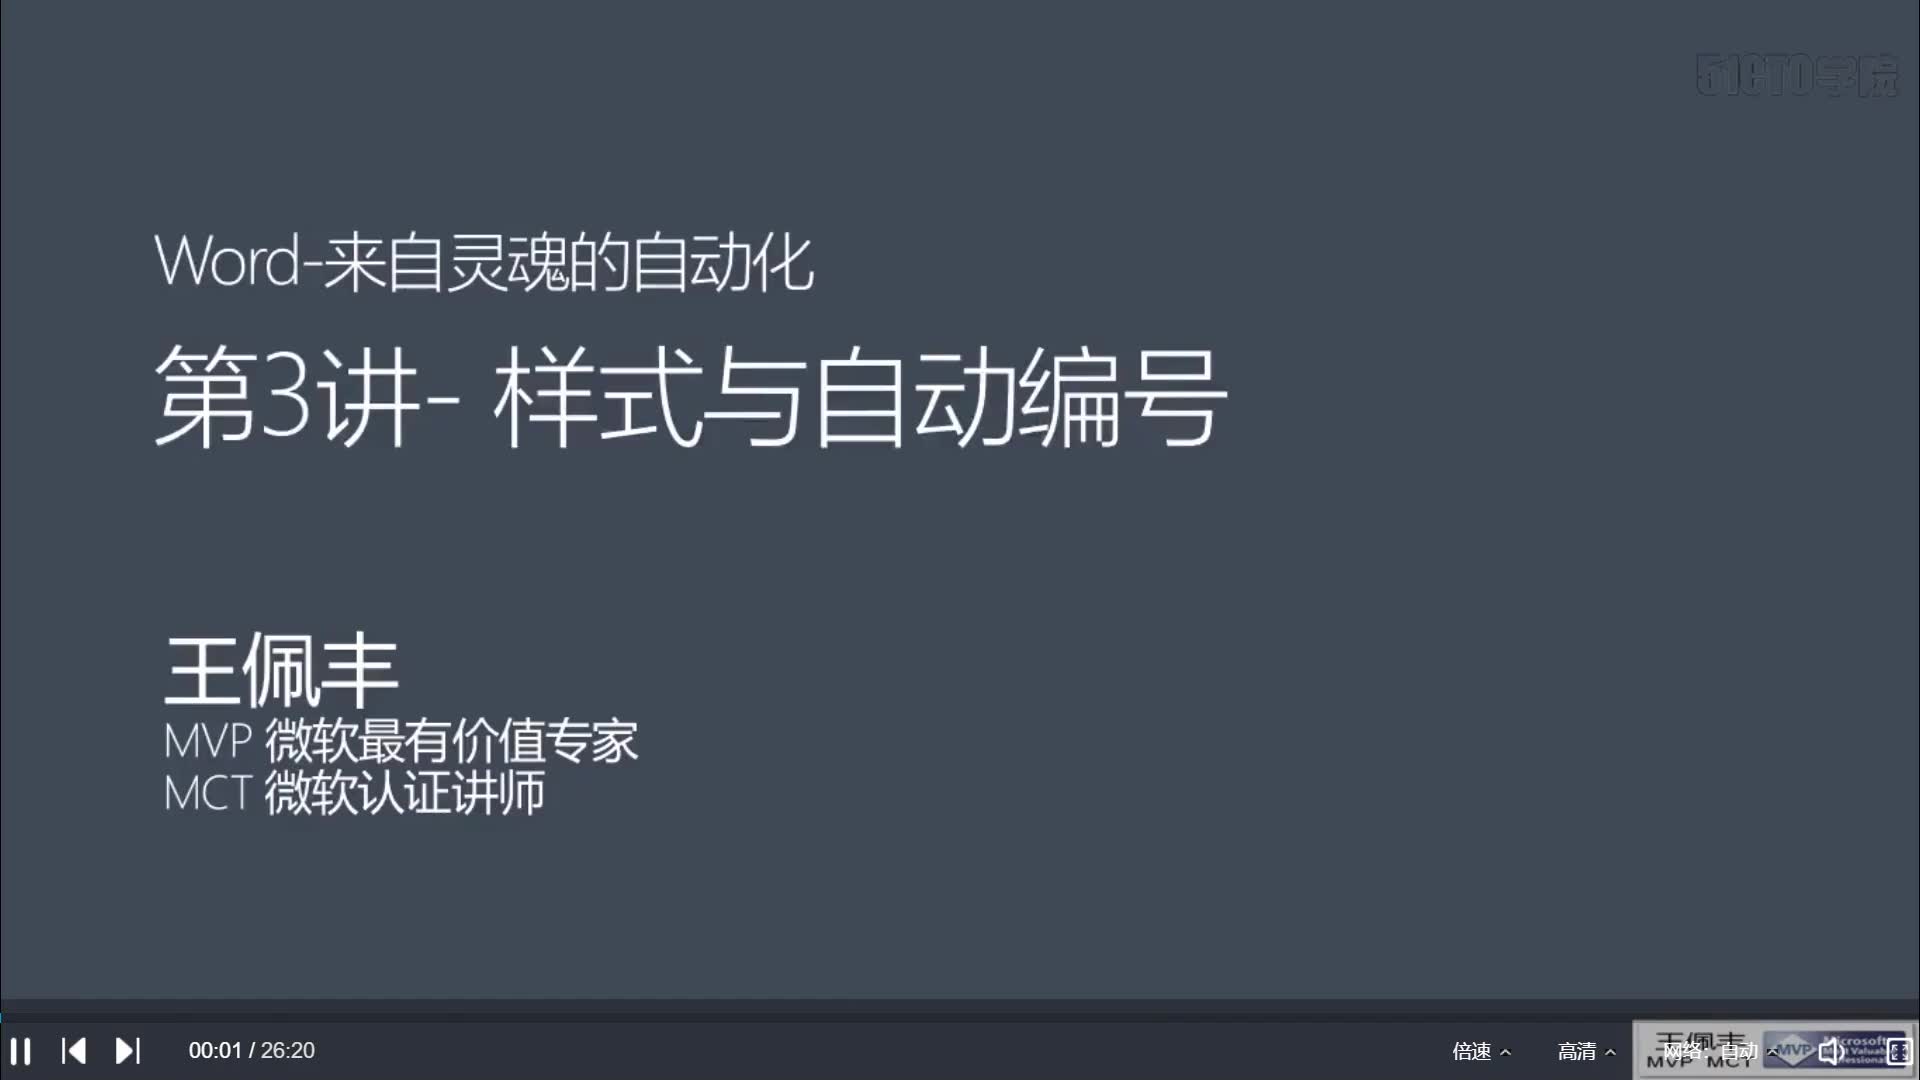 51CTO学院
Word-来自灵魂的自动化
第3讲- 样式与自动编号
王佩丰
MVP 微软最有价值专家
MCT 微软认证讲师
00:01 / 26:20
倍速
高清
网络: 自动
王佩丰
MVP MCT
MVP Microsoft
Most Valuable
Professional